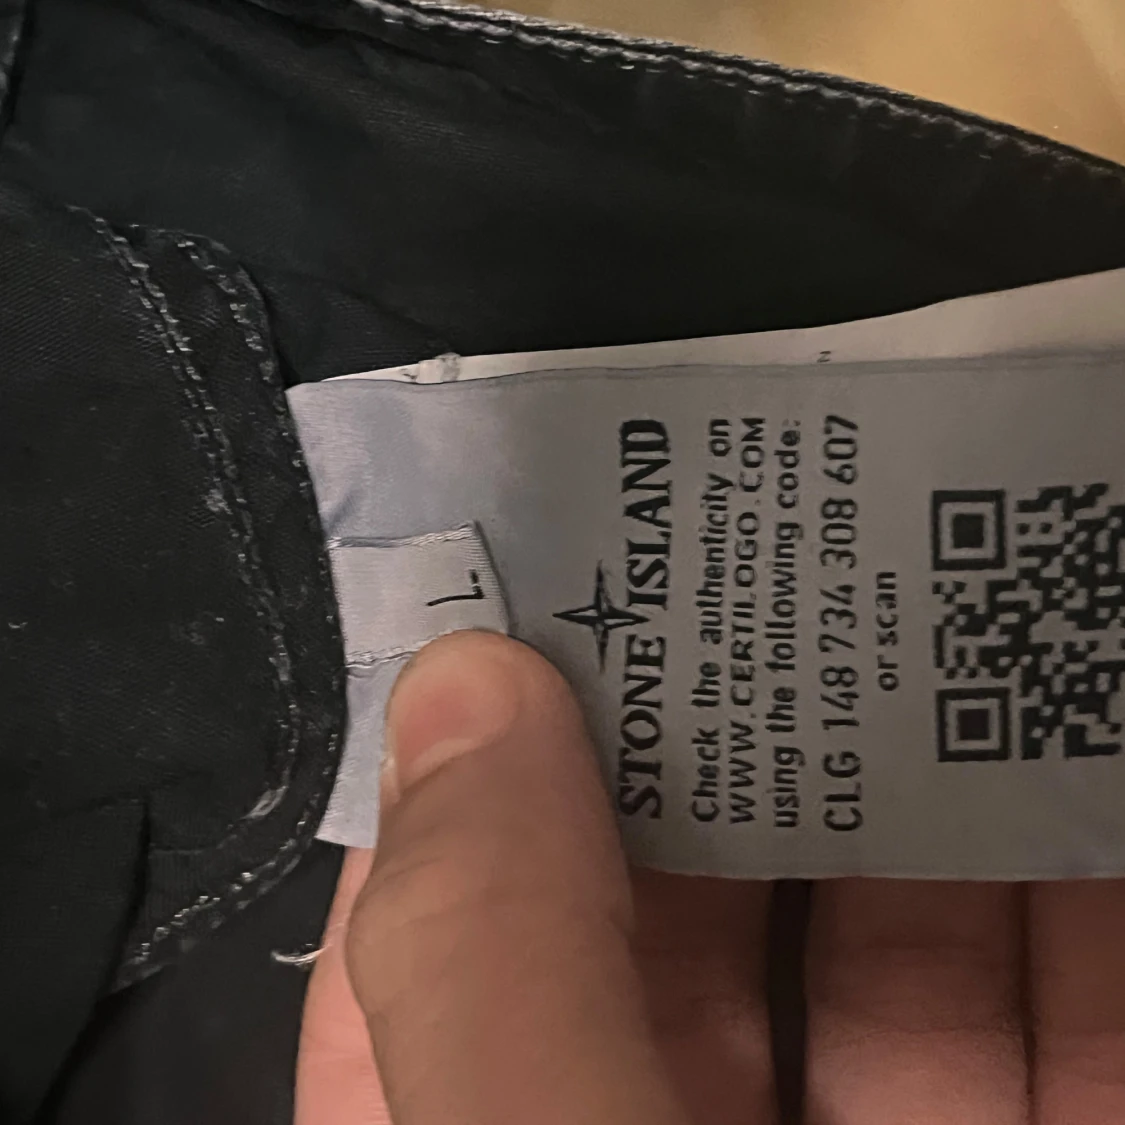 L
STONE ISLAND
Check the authenticity on
WWW.CERTILOGO.COM
using the following code:
CLG 148 734 308 607
or scan